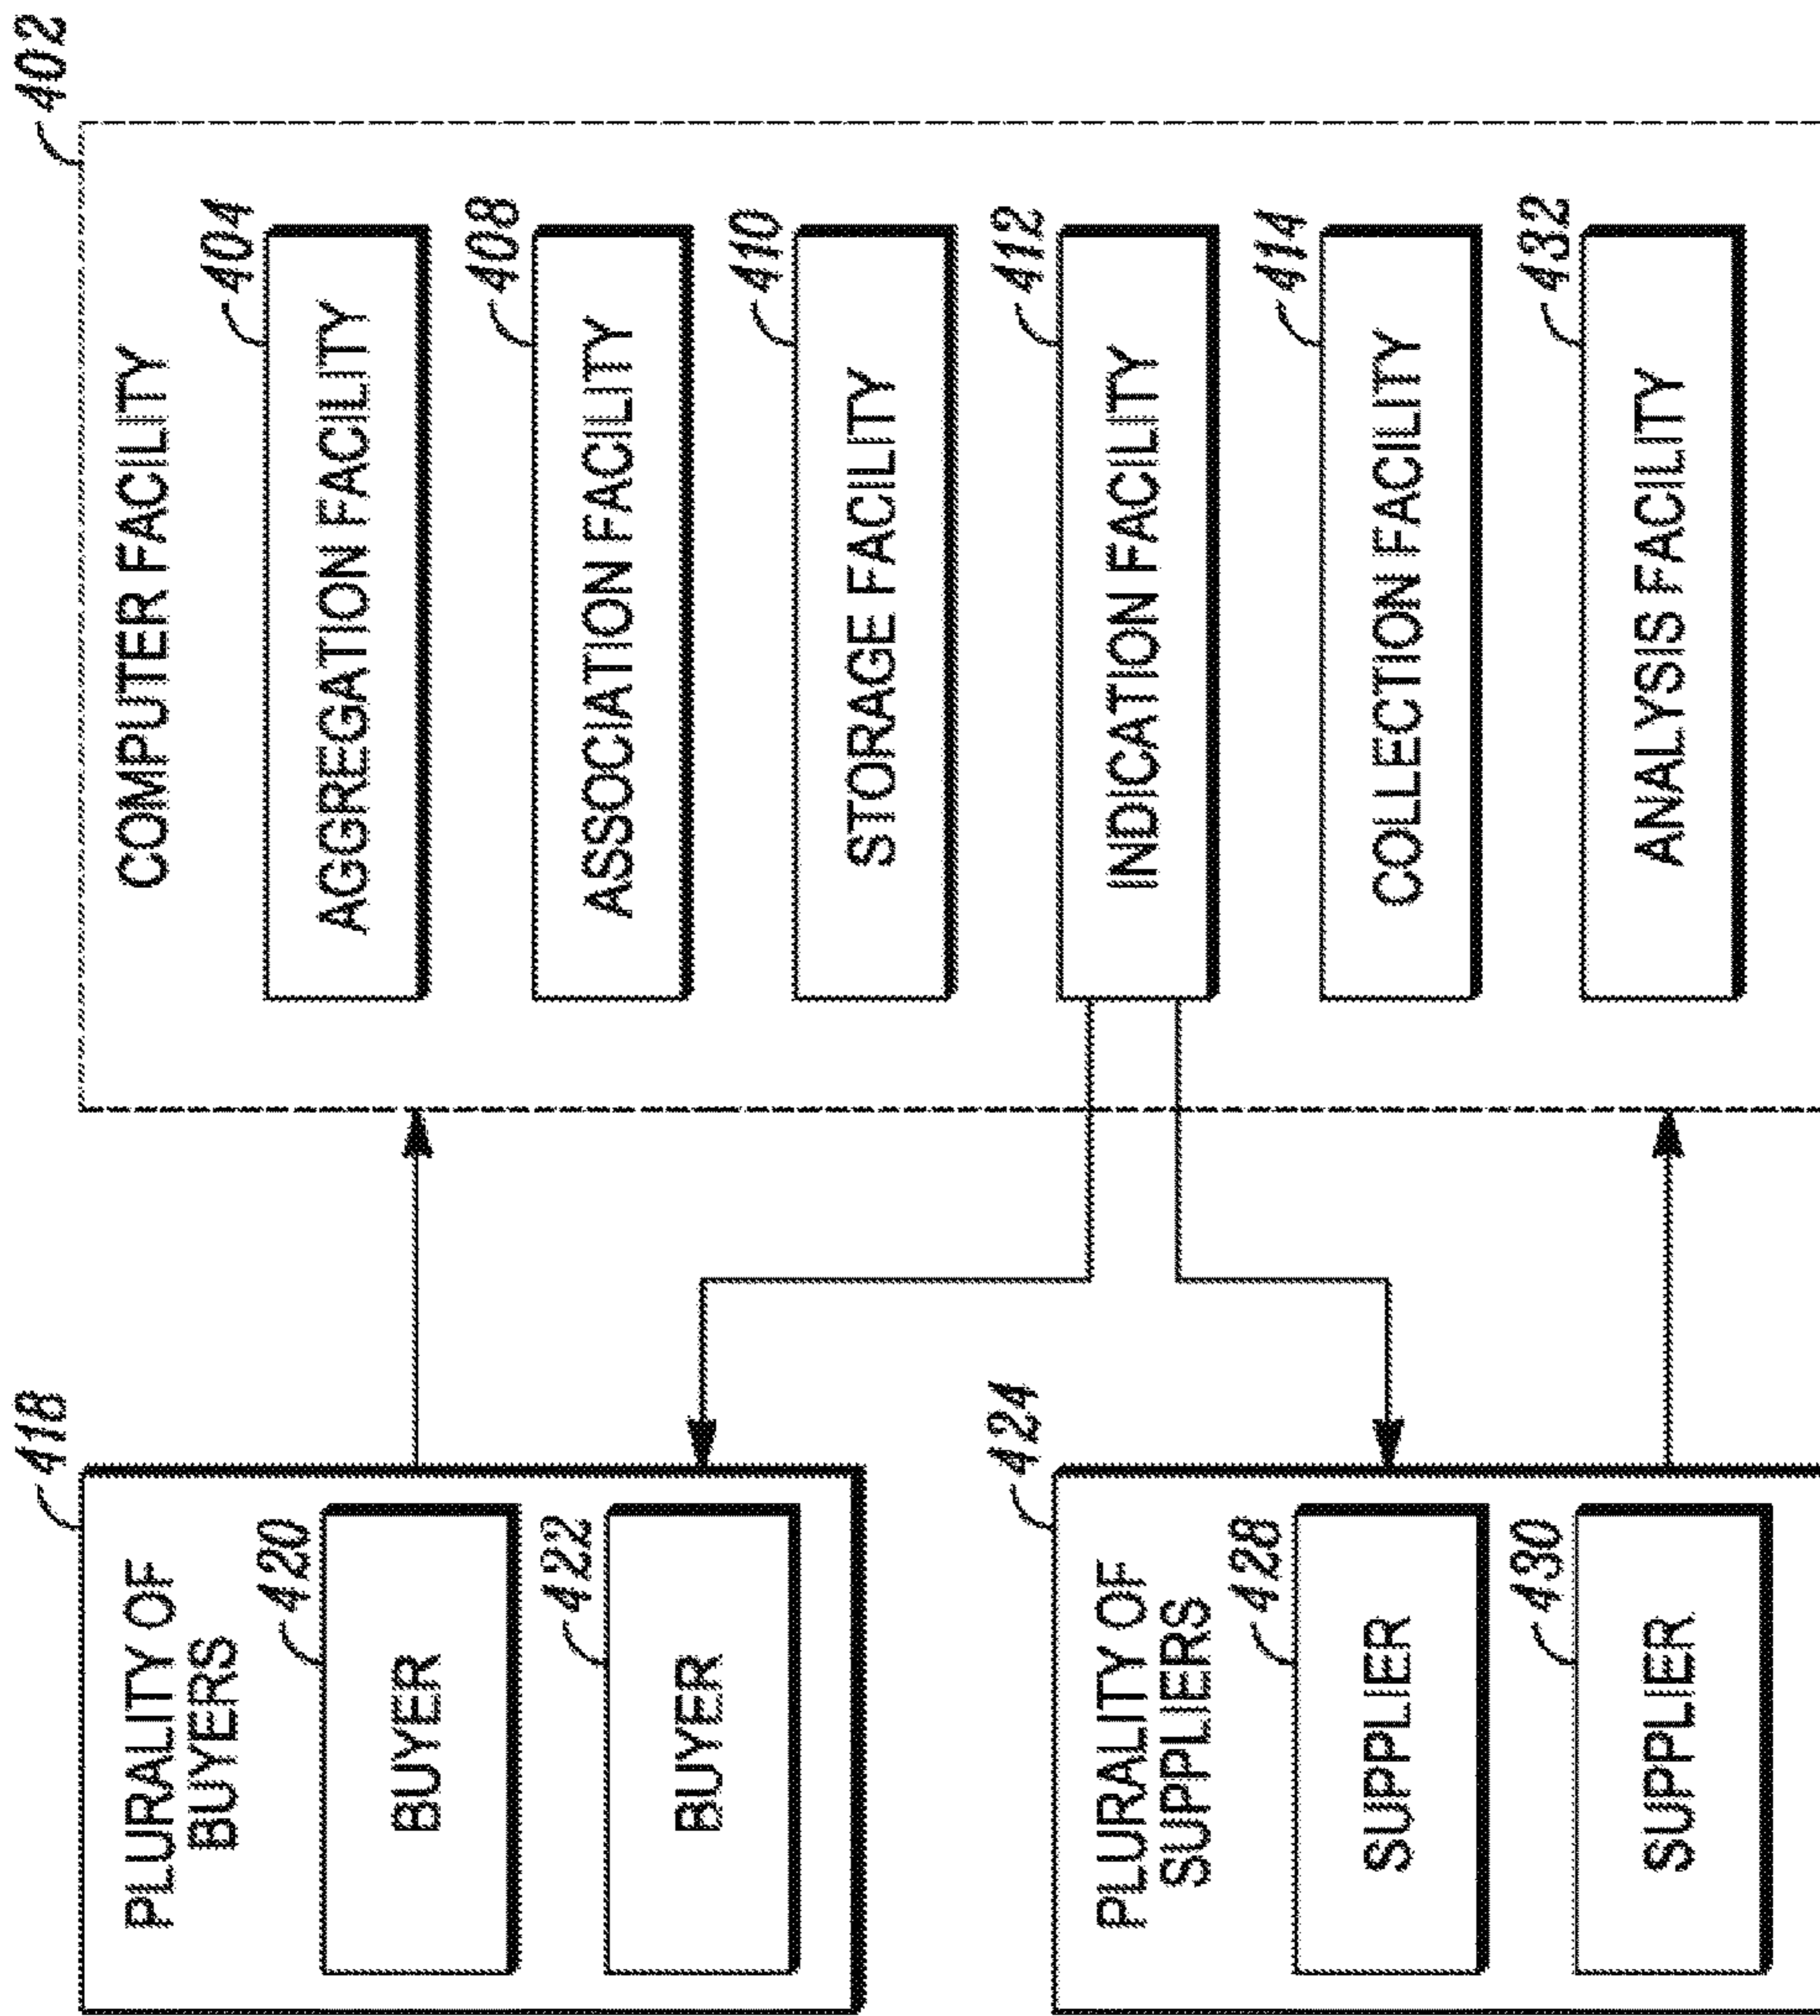 402
COMPUTER FACILITY
404
AGGREGATION FACILITY
408
ASSOCIATION FACILITY
410
STORAGE FACILITY
412
INDICATION FACILITY
414
COLLECTION FACILITY
432
ANALYSIS FACILITY
418
PLURALITY OF
BUYERS
420
BUYER
422
BUYER
424
PLURALITY OF
SUPPLIERS
428
SUPPLIER
430
SUPPLIER